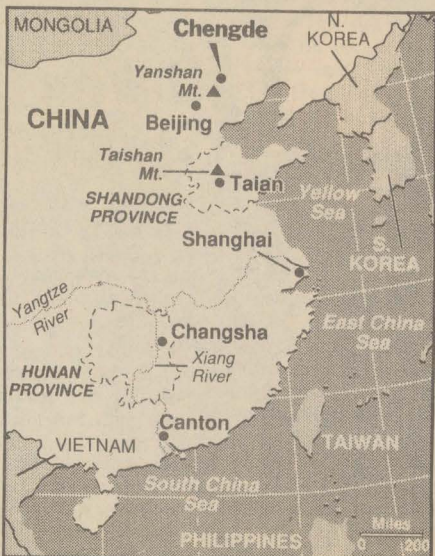 MONGOLIA
Chengde
N.
KOREA
Yanshan
Mt.
CHINA
Beijing
Taishan
Mt.
Taian
SHANDONG
PROVINCE
Yellow
Sea
Shanghai
S.
KOREA
Yangtze
River
Changsha
East China
Sea
Xiang
River
HUNAN
PROVINCE
Canton
VIETNAM
TAIWAN
South China
Sea
Miles
0 200
PHILIPPINES